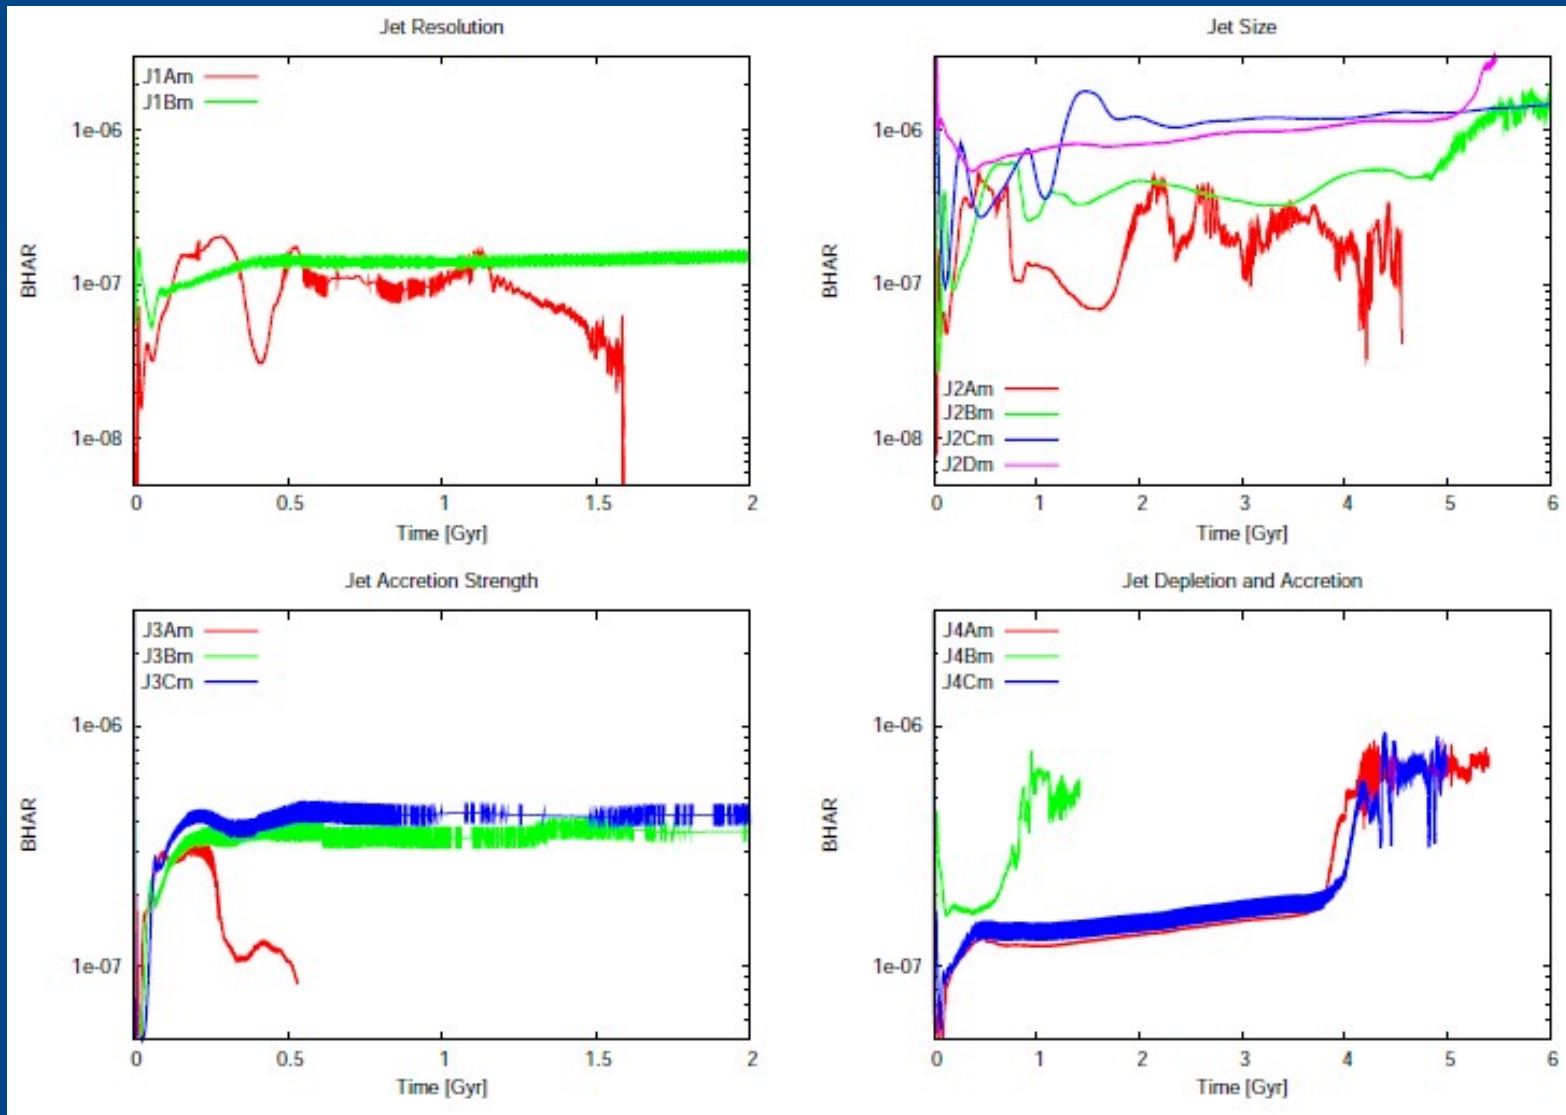 Jet Resolution
J1Am
J1Bm
1e-06
1e-07
1e-08
BHAR
0 0.5 1 1.5 2
Time [Gyr]
Jet Size
1e-06
1e-07
1e-08
BHAR
J2Am
J2Bm
J2Cm
J2Dm
0 1 2 3 4 5 6
Time [Gyr]
Jet Accretion Strength
J3Am
J3Bm
J3Cm
1e-06
1e-07
BHAR
0 0.5 1 1.5 2
Time [Gyr]
Jet Depletion and Accretion
J4Am
J4Bm
J4Cm
1e-06
1e-07
BHAR
0 1 2 3 4 5 6
Time [Gyr]